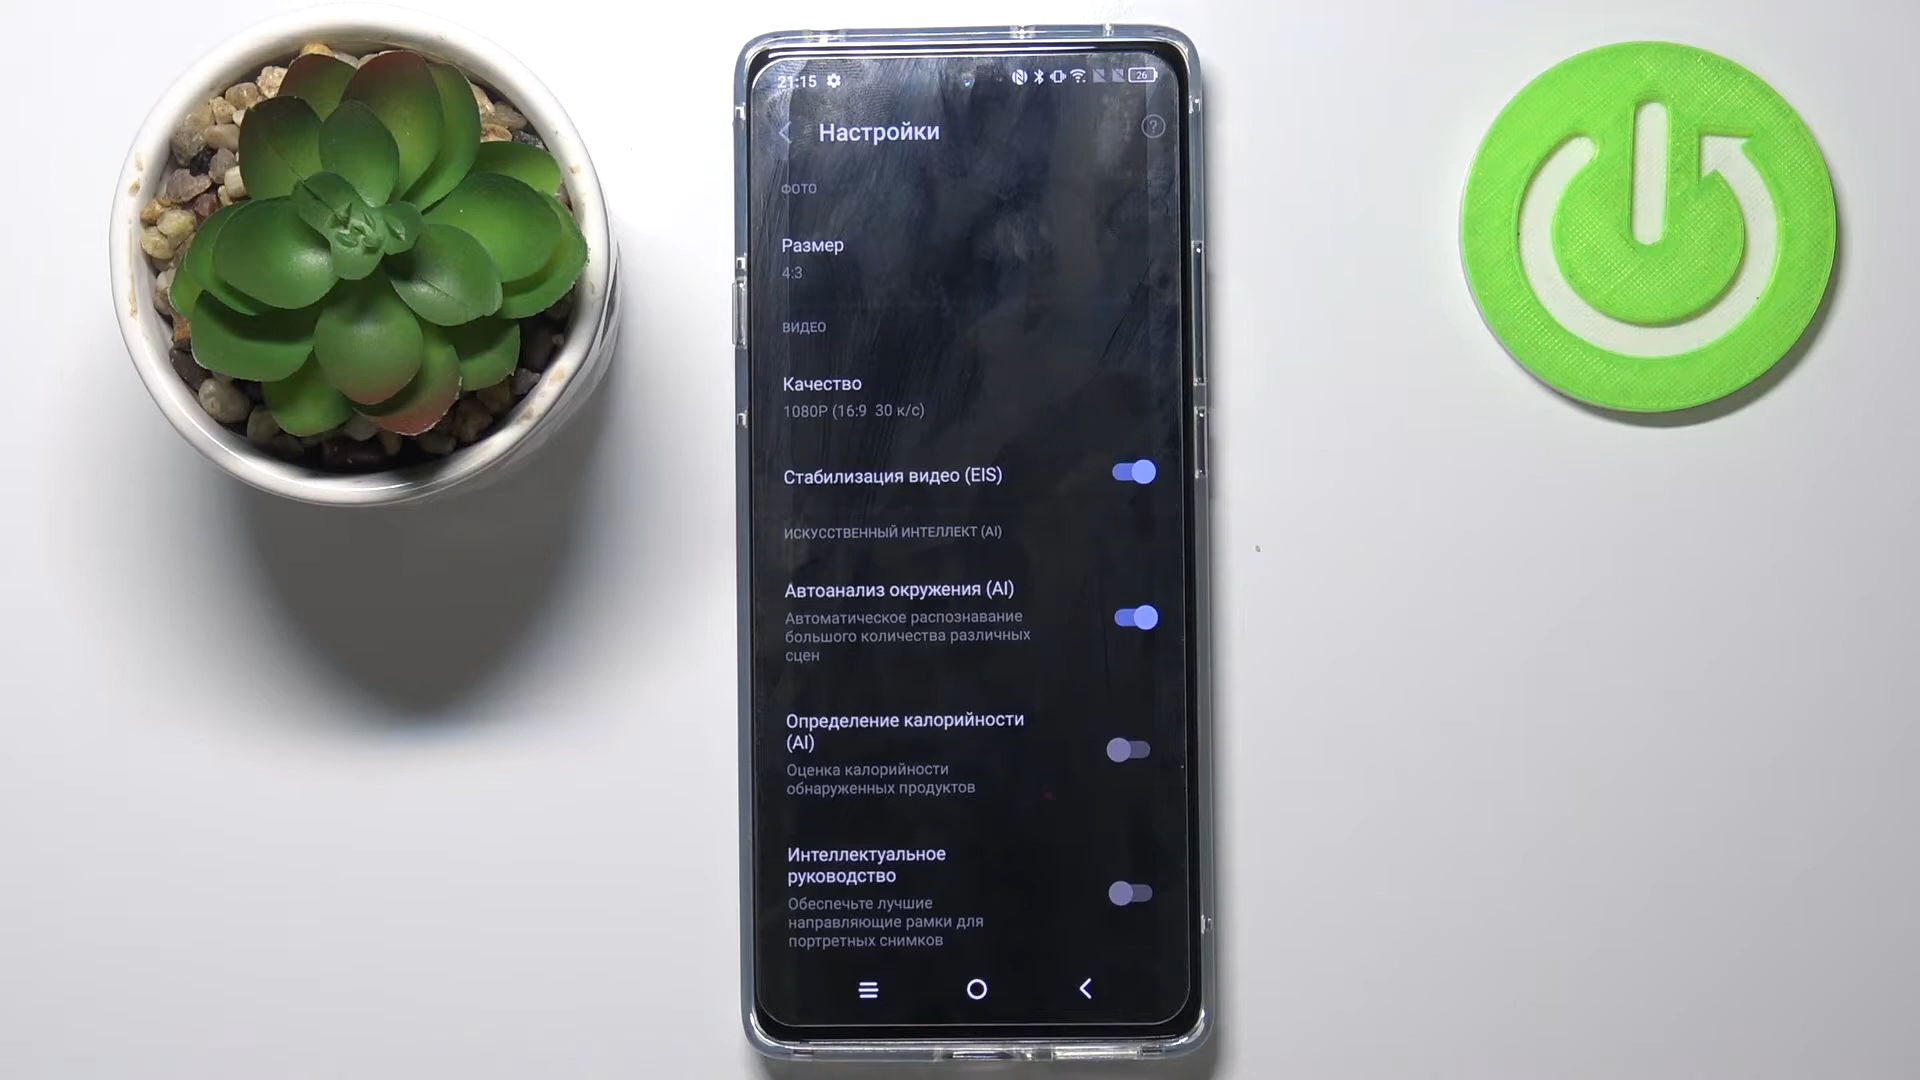 21:15
26
Настройки
?
ФОТО
Размер
4:3
ВИДЕО
Качество
1080P (16:9 30 к/с)
Стабилизация видео (EIS)
ИСКУССТВЕННЫЙ ИНТЕЛЛЕКТ (AI)
Автоанализ окружения (AI)
Автоматическое распознавание
большого количества различных
сцен
Определение калорийности
(AI)
Оценка калорийности
обнаруженных продуктов
Интеллектуальное
руководство
Обеспечьте лучшие
направляющие рамки для
портретных снимков